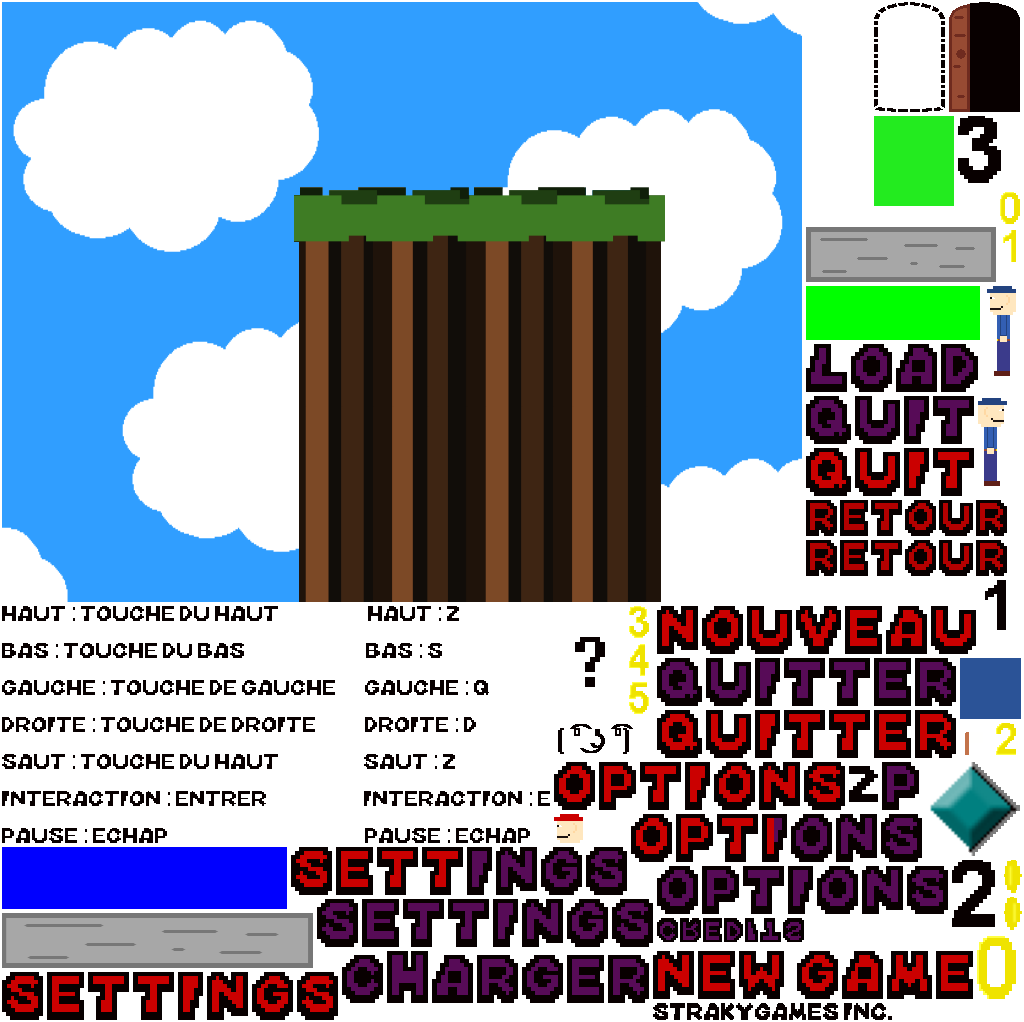 3
0
1
LOAD
QUIT
QUIT
RETOUR
RETOUR
1
HAUT : TOUCHE DU HAUT
BAS : TOUCHE DU BAS
GAUCHE : TOUCHE DE GAUCHE
DROITE : TOUCHE DE DROITE
SAUT : TOUCHE DU HAUT
INTERACTION : ENTRER
PAUSE : ECHAP
HAUT : Z
BAS : S
GAUCHE : Q
DROITE : D
SAUT : Z
INTERACTION : E
PAUSE : ECHAP
?
3
4
5
NOUVEAU
QUITTER
QUITTER
2
OPTIONS
2P
OPTIONS
SETTINGS
OPTIONS
2
SETTINGS
CREDITS
CHARGER
NEW GAME
0
SETTINGS
STRAKYGAMES INC.